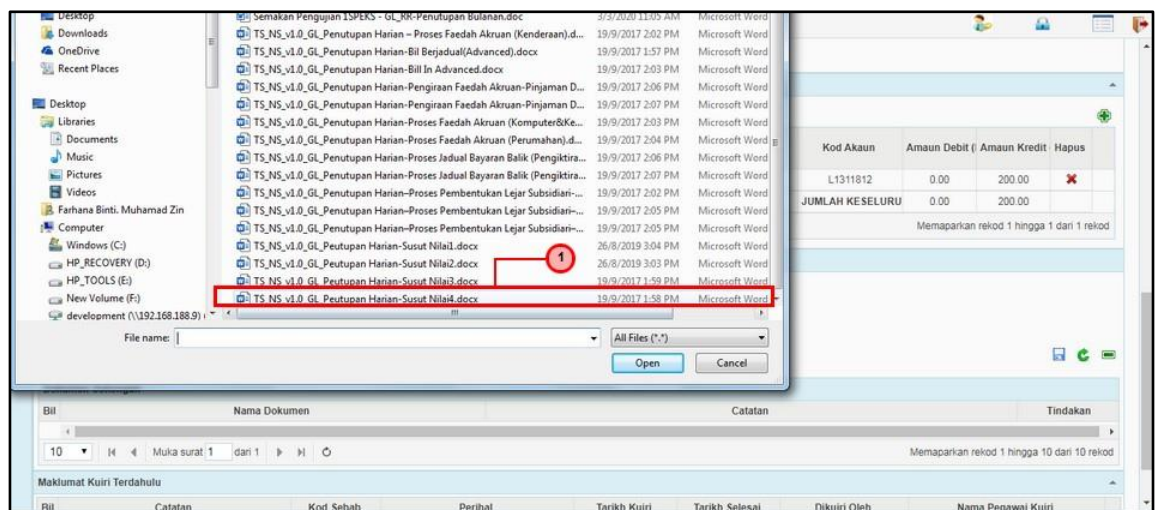 Desktop
Downloads
OneDrive
Recent Places
Desktop
Libraries
Documents
Music
Pictures
Videos
Farhana Binti. Muhamad Zin
Computer
Windows (C:)
HP_RECOVERY (D:)
HP_TOOLS (E:)
New Volume (F:)
development (\\192.168.188.9) (
Semakan Pengujian 1SPEKS - GL_RR-Penutupan Bulanan.doc 3/3/2020 11:05 AM Microsoft Word
TS_NS_v1.0_GL_Penutupan Harian – Proses Faedah Akruan (Kenderaan).d... 19/9/2017 2:02 PM Microsoft Word
TS_NS_v1.0_GL_Penutupan Harian-Bil Berjadual(Advanced).docx 19/9/2017 1:57 PM Microsoft Word
TS_NS_v1.0_GL_Penutupan Harian-Bill In Advanced.docx 19/9/2017 2:03 PM Microsoft Word
TS_NS_v1.0_GL_Penutupan Harian-Pengiraan Faedah Akruan-Pinjaman D... 19/9/2017 2:06 PM Microsoft Word
TS_NS_v1.0_GL_Penutupan Harian-Pengiraan Faedah Akruan-Pinjaman D... 19/9/2017 2:07 PM Microsoft Word
TS_NS_v1.0_GL_Penutupan Harian-Proses Faedah Akruan (Komputer&Ke... 19/9/2017 2:03 PM Microsoft Word
TS_NS_v1.0_GL_Penutupan Harian-Proses Faedah Akruan (Perumahan).d... 19/9/2017 2:04 PM Microsoft Word
TS_NS_v1.0_GL_Penutupan Harian-Proses Jadual Bayaran Balik (Pengiktira... 19/9/2017 2:06 PM Microsoft Word
TS_NS_v1.0_GL_Penutupan Harian-Proses Jadual Bayaran Balik (Pengiktira... 19/9/2017 2:07 PM Microsoft Word
TS_NS_v1.0_GL_Penutupan Harian–Proses Pembentukan Lejar Subsidiari-... 19/9/2017 2:02 PM Microsoft Word
TS_NS_v1.0_GL_Penutupan Harian–Proses Pembentukan Lejar Subsidiari–... 19/9/2017 2:05 PM Microsoft Word
TS_NS_v1.0_GL_Penutupan Harian–Proses Pembentukan Lejar Subsidiari–... 19/9/2017 2:05 PM Microsoft Word
TS_NS_v1.0_GL_Peutupan Harian-Susut Nilai1.docx 26/8/2019 3:04 PM Microsoft Word
TS_NS_v1.0_GL_Peutupan Harian-Susut Nilai2.docx 26/8/2019 3:03 PM Microsoft Word
TS_NS_v1.0_GL_Peutupan Harian-Susut Nilai3.docx 19/9/2017 1:59 PM Microsoft Word
TS_NS_v1.0_GL_Peutupan Harian-Susut Nilai4.docx 19/9/2017 1:58 PM Microsoft Word
1
File name: All Files (*.*)
Open Cancel
Kod Akaun Amaun Debit ( Amaun Kredit Hapus
L1311812 0.00 200.00
JUMLAH KESELURU 0.00 200.00
Memaparkan rekod 1 hingga 1 dari 1 rekod
Bil Nama Dokumen Catatan Tindakan
10 Muka surat 1 dari 1 Memaparkan rekod 1 hingga 10 dari 10 rekod
Maklumat Kuiri Terdahulu
Bil Catatan Kod Sebab Perihal Tarikh Kuiri Tarikh Selesai Dikuiri Oleh Nama Pegawai Kuiri